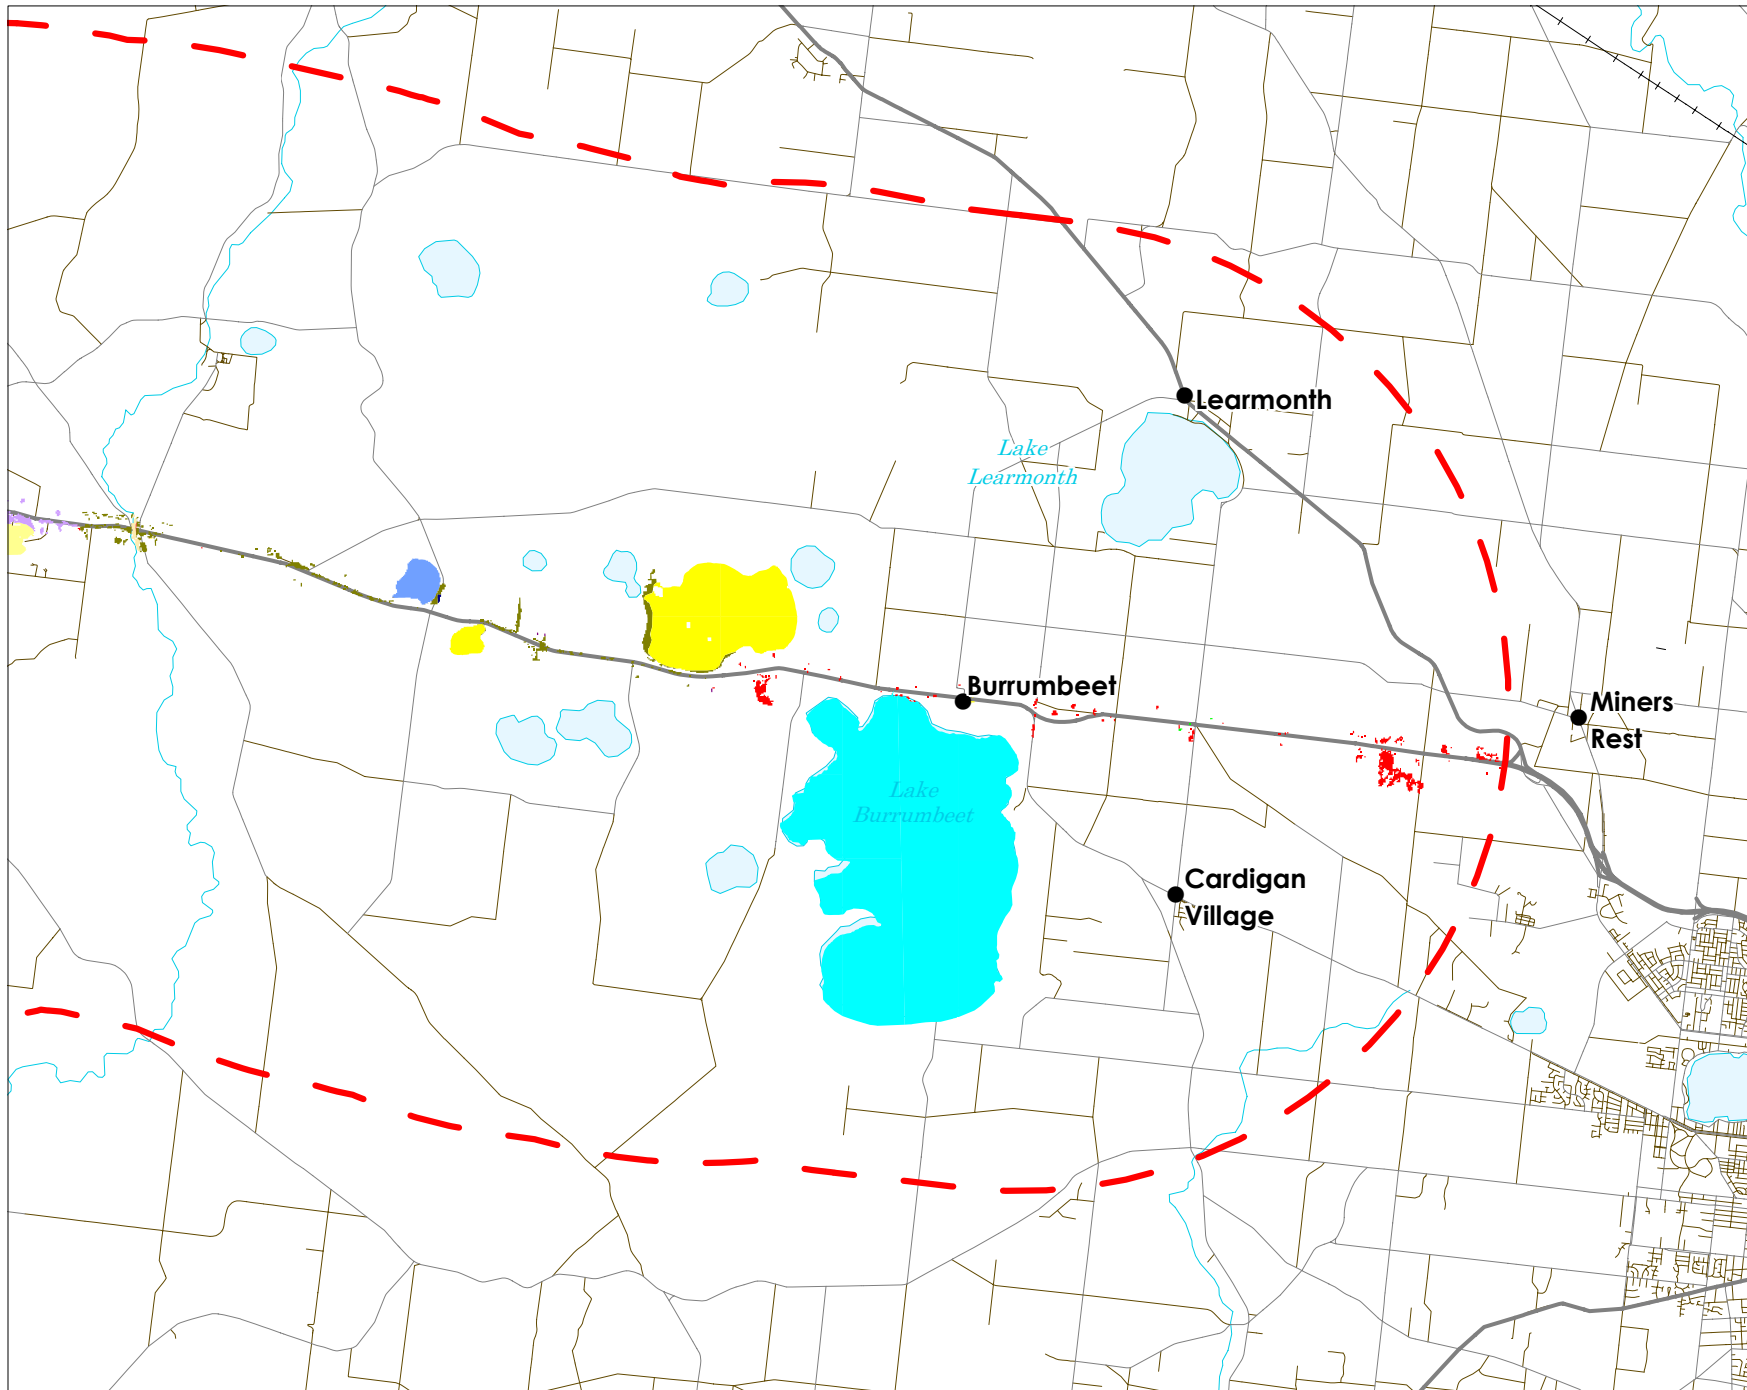 Learmonth
Lake
Learmonth
Burrumbeet
Miners
Rest
Lake
Burrumbeet
Cardigan
Village